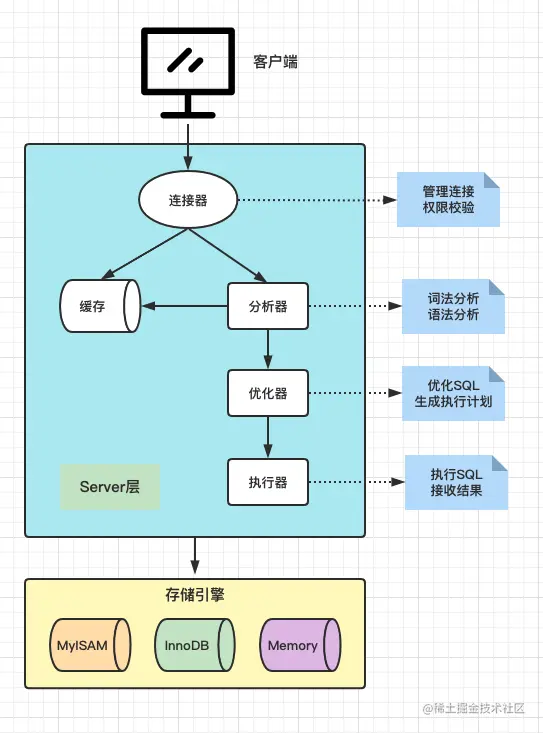 客户端
连接器
管理连接
权限校验
缓存
分析器
词法分析
语法分析
优化器
优化SQL
生成执行计划
Server层
执行器
执行SQL
接收结果
存储引擎
MyISAM
InnoDB
Memory
@稀土掘金技术社区